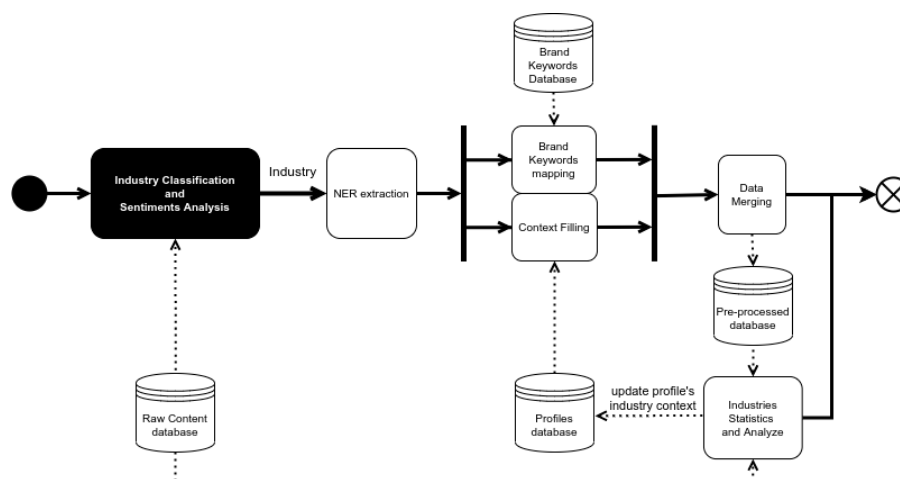 Brand
Keywords
Database
Industry Classification
and
Sentiments Analysis
Industry
NER extraction
Brand
Keywords
mapping
Context Filling
Data
Merging
Pre-processed
database
Raw Content
database
Profiles
database
update profile's
industry context
Industries
Statistics
and Analyze